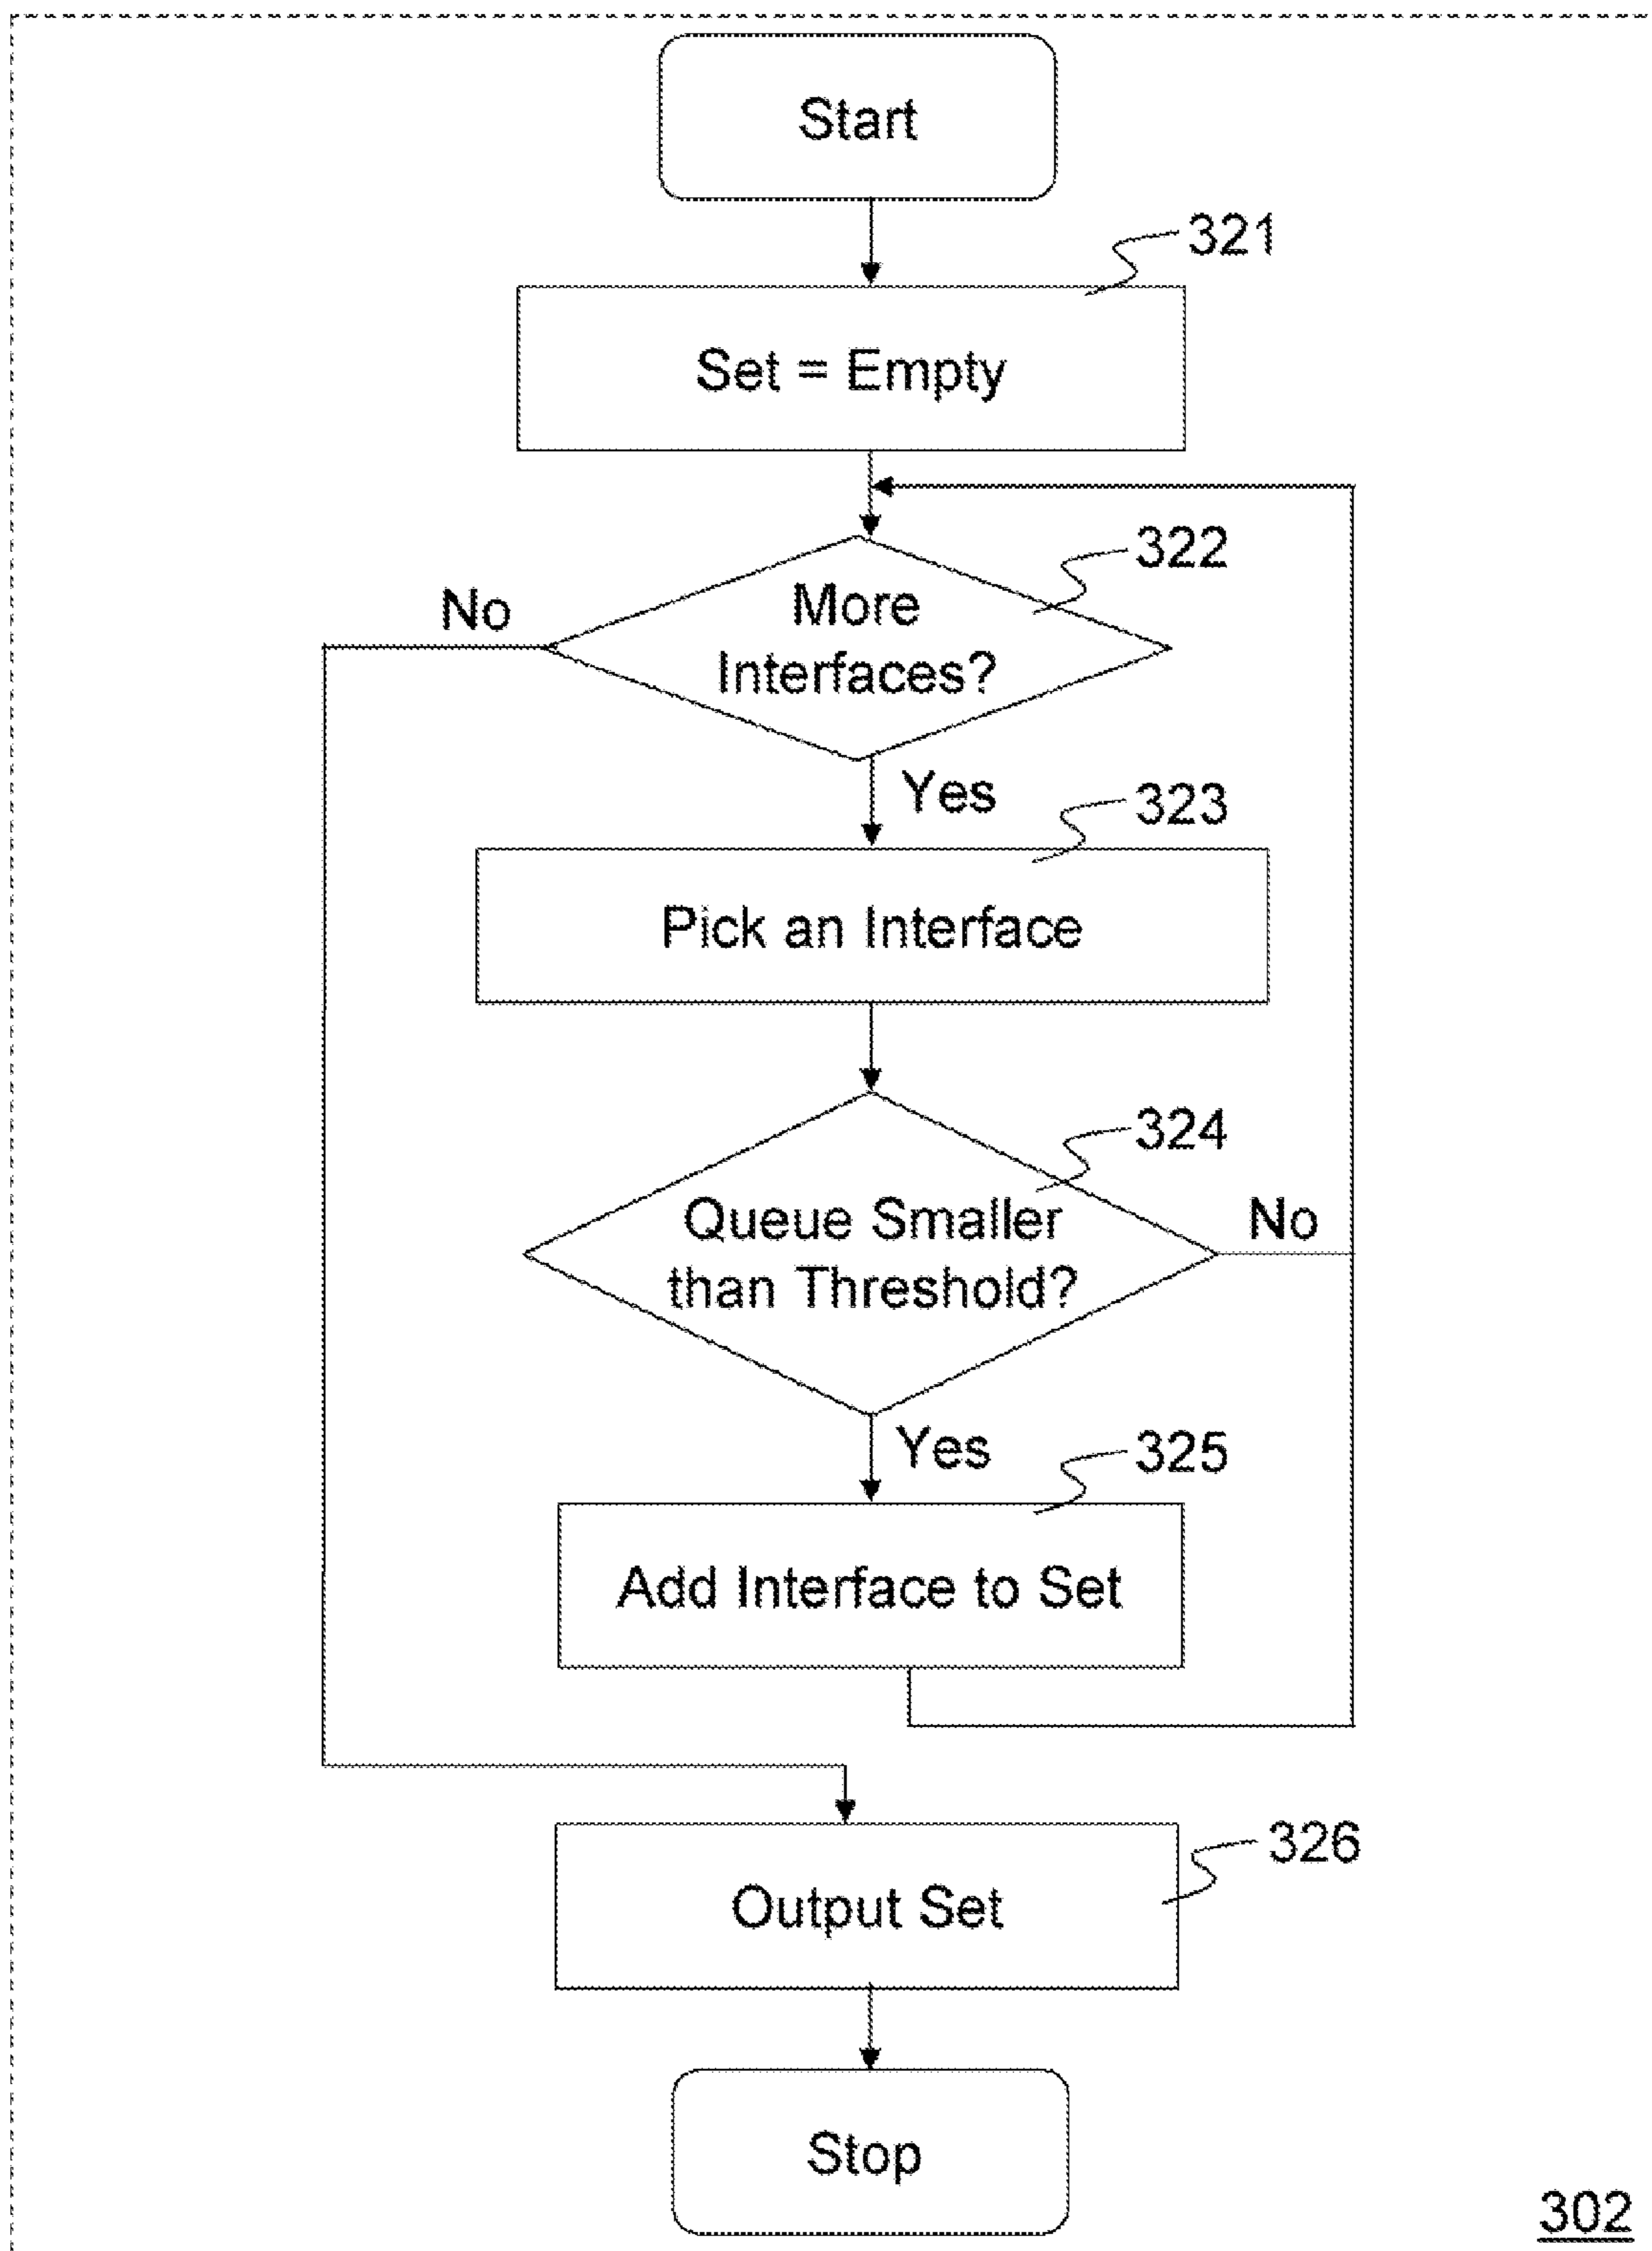 Start
321
Set = Empty
322
No
More
Interfaces?
Yes
323
Pick an Interface
324
Queue Smaller
than Threshold?
No
Yes
325
Add Interface to Set
326
Output Set
Stop
302